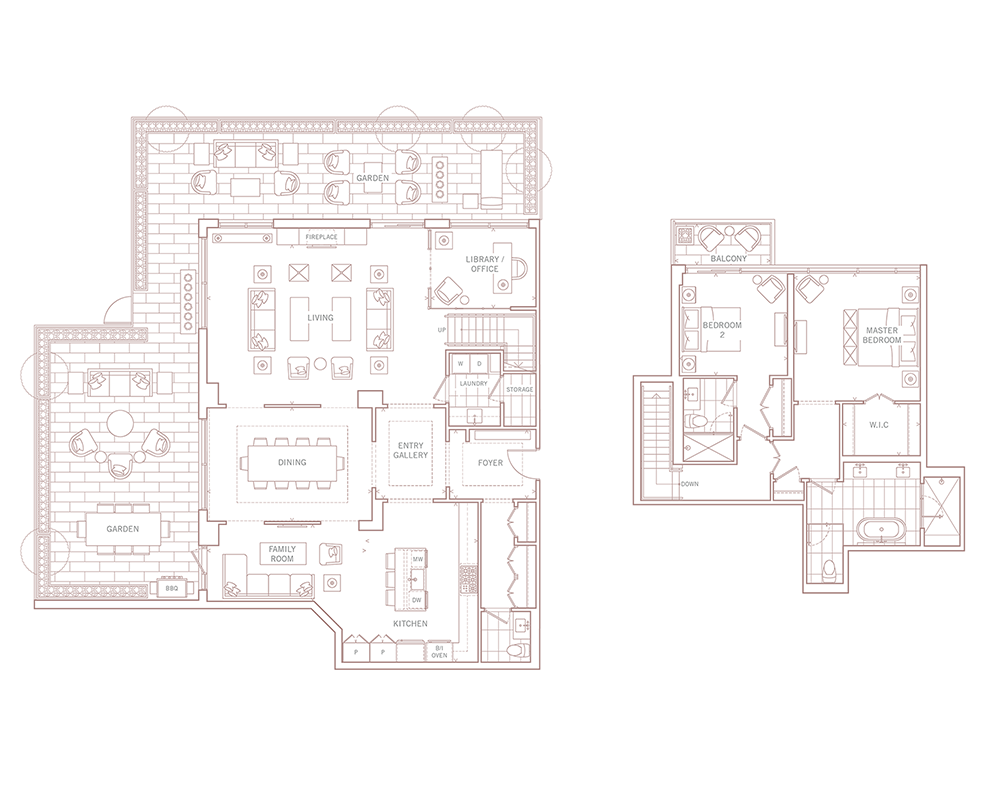 GARDEN
FIREPLACE
LIBRARY /
OFFICE
LIVING
UP
W D
LAUNDRY
STORAGE
DINING
ENTRY
GALLERY
FOYER
GARDEN
FAMILY
ROOM
MW
BBQ
DW
KITCHEN
P P
B/I
OVEN
BALCONY
BEDROOM
2
MASTER
BEDROOM
W.I.C
DOWN